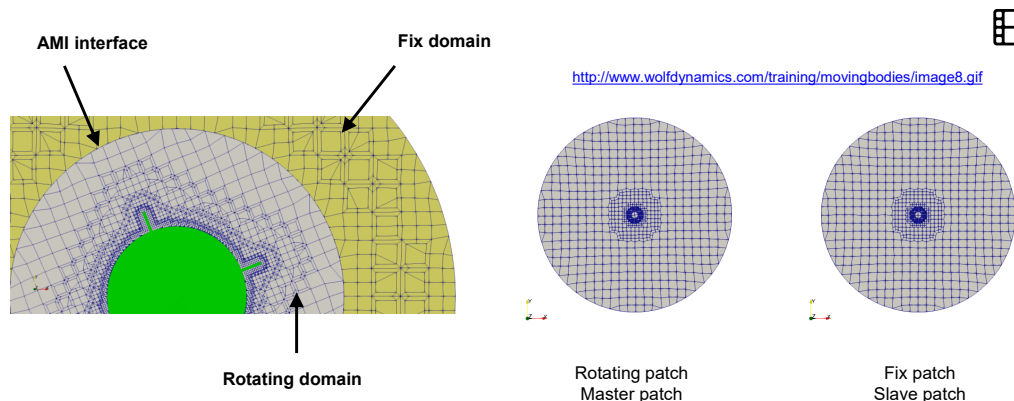 AMI interface
Fix domain
http://www.wolfdynamics.com/training/movingbodies/image8.gif
Rotating domain
Rotating patch
Master patch
Fix patch
Slave patch